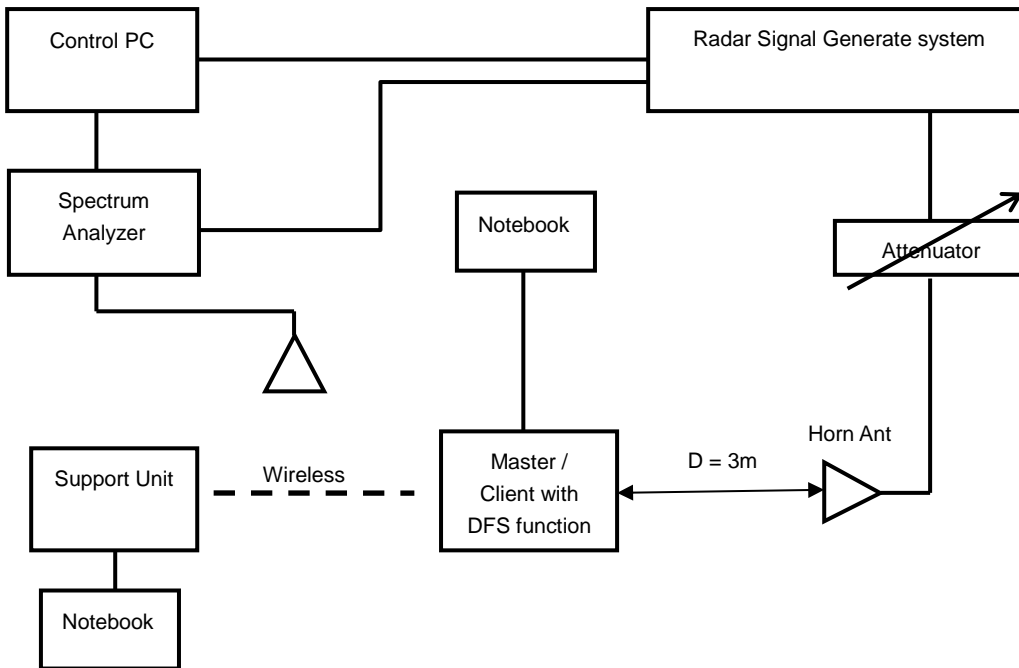 Control PC
Radar Signal Generate system
Spectrum
Analyzer
Notebook
Attenuator
Horn Ant
Support Unit
Wireless
Master /
Client with
DFS function
D = 3m
Notebook